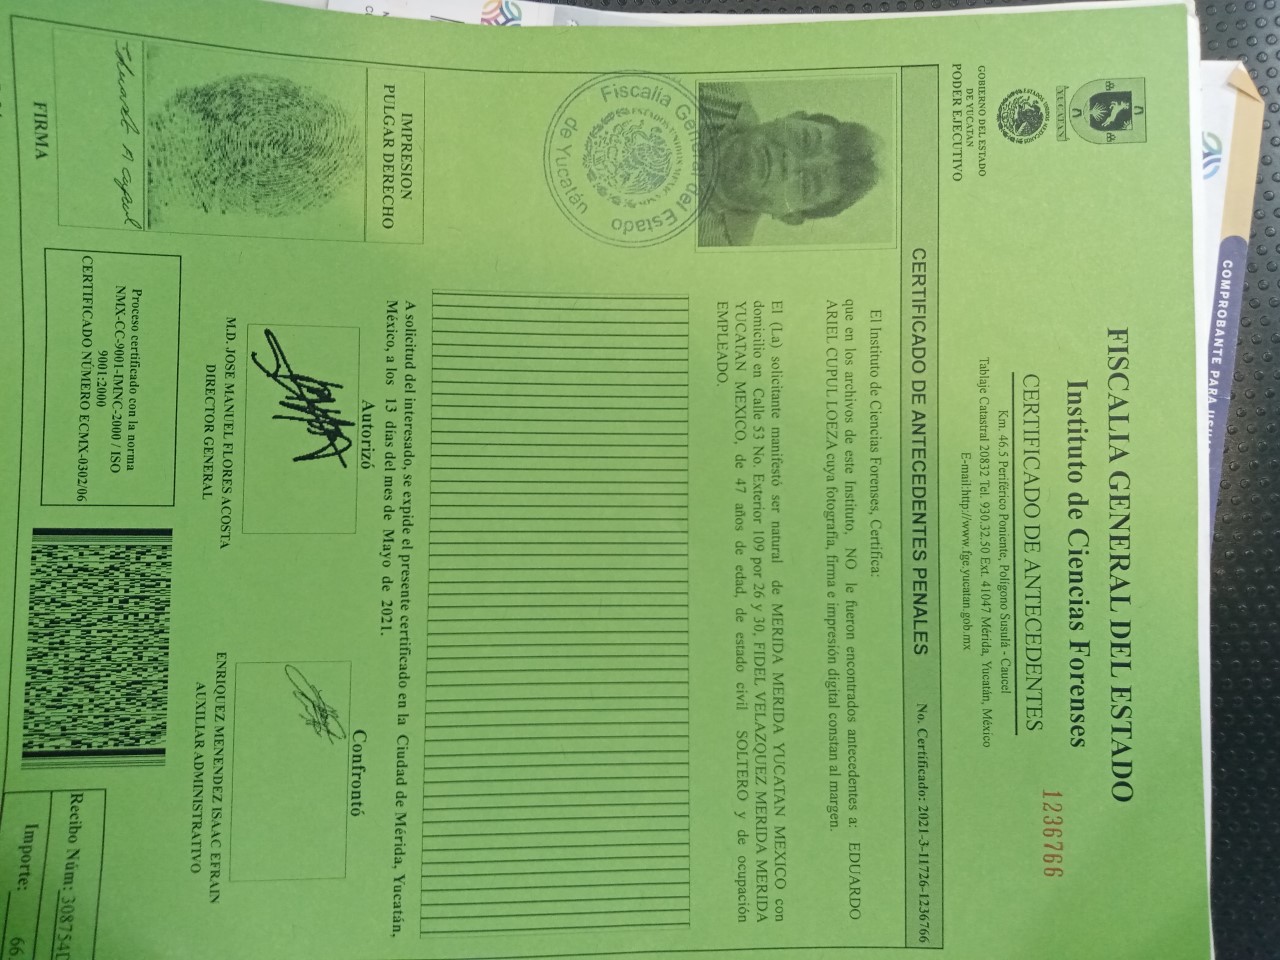 GOBIERNO DEL ESTADO
DE YUCATAN
PODER EJECUTIVO
YUCATAN
FISCALIA GENERAL DEL ESTADO
Instituto de Ciencias Forenses
CERTIFICADO DE ANTECEDENTES
Km. 46.5 Periférico Poniente, Polígono Susulá - Caucel
Tablaje Catastral 20832 Tel. 930.32.50 Ext. 41047 Mérida, Yucatán, México
E-mail:http://www.fge.yucatan.gob.mx
1236766
CERTIFICADO DE ANTECEDENTES PENALES
No. Certificado: 2021-3-11726-1236766
El Instituto de Ciencias Forenses, Certifica:
que en los archivos de este Instituto, NO le fueron encontrados antecedentes a: EDUARDO
ARIEL CUPUL LOEZA cuya fotografía, firma e impresión digital constan al margen.
El (La) solicitante manifestó ser natural de MERIDA MERIDA YUCATAN MEXICO con
domicilio en Calle 53 No. Exterior 109 por 26 y 30, FIDEL VELAZQUEZ MERIDA MERIDA
YUCATAN MEXICO, de 47 años de edad, de estado civil SOLTERO y de ocupación
EMPLEADO.
Fiscalía General del Estado
de Yucatán
IMPRESION
PULGAR DERECHO
Eduardo A Cupul
FIRMA
A solicitud del interesado, se expide el presente certificado en la Ciudad de Mérida, Yucatán,
México, a los 13 días del mes de Mayo de 2021.
Autorizó
M.D. JOSE MANUEL FLORES ACOSTA
DIRECTOR GENERAL
Confrontó
ENRIQUEZ MENENDEZ ISAAC EFRAIN
AUXILIAR ADMINISTRATIVO
Proceso certificado con la norma
NMX-CC-9001-IMNC-2000 / ISO
9001:2000
CERTIFICADO NÚMERO ECMX-0302/06
Recibo Núm: 308754
Importe: 66.
COMPROBANTE PARA